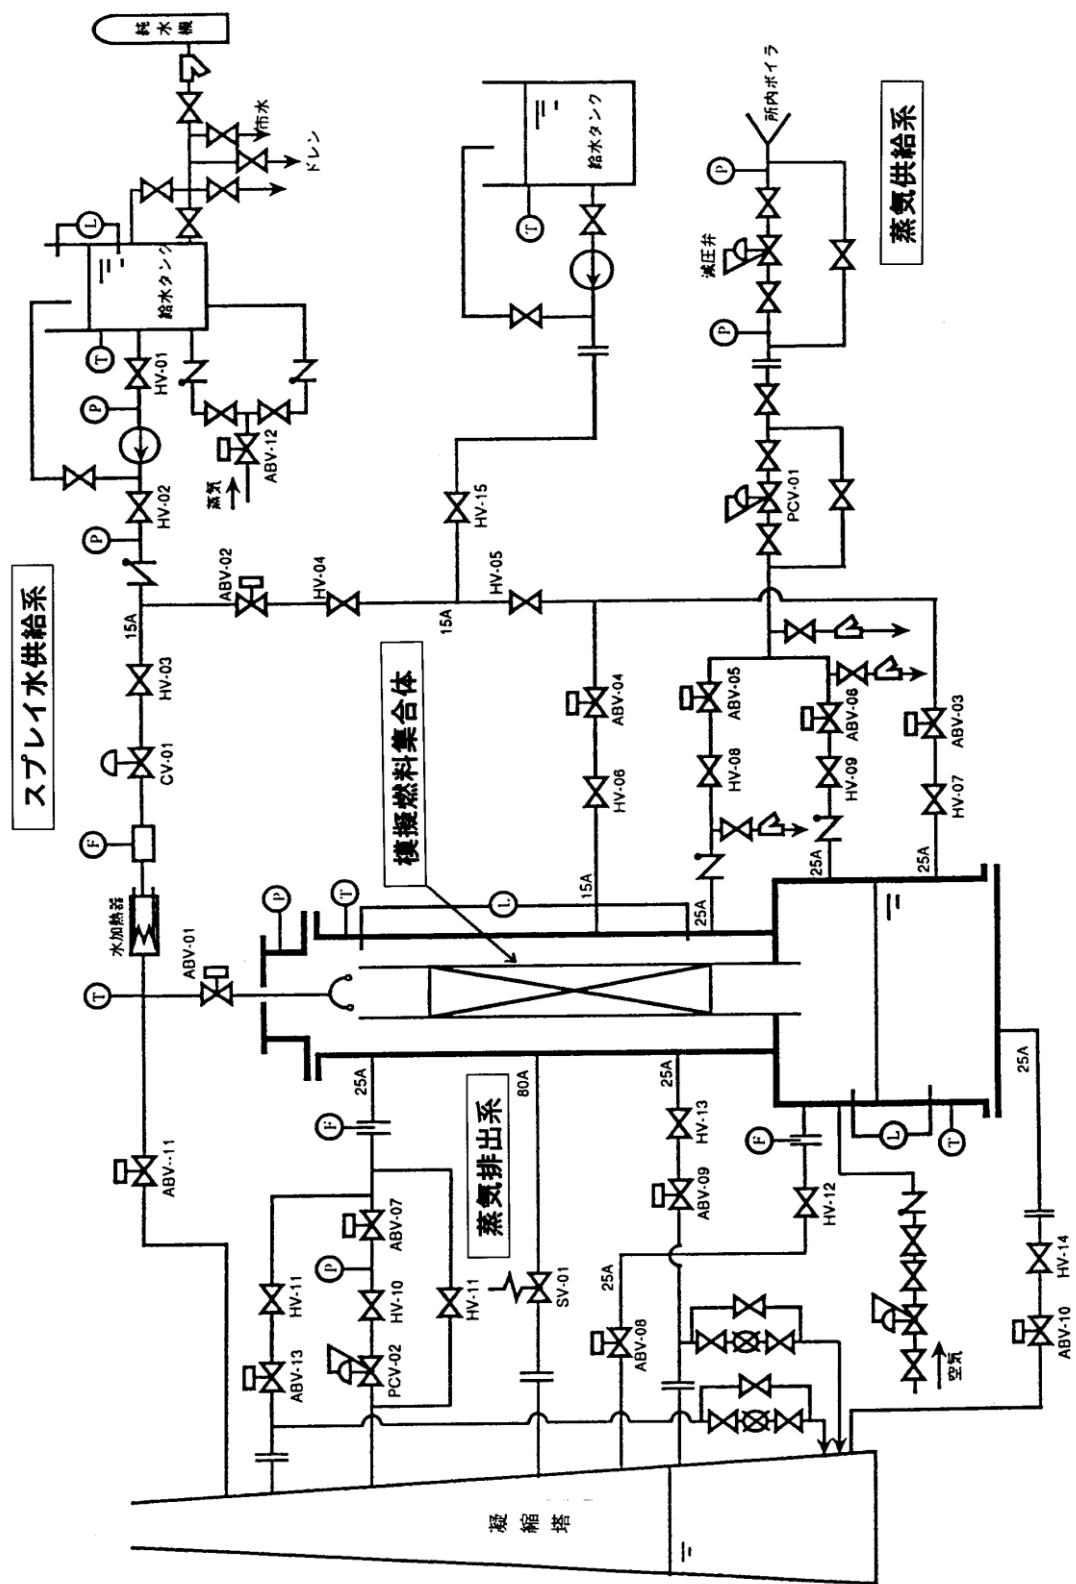 純水機
市水
ドレン
L
給水タンク
T
HV-01
P
HV-02
P
蒸気
ABV-12
スプレイ水供給系
15A
HV-03
CV-01
F
水加熱器
T
ABV-01
ABV--11
ABV-02
HV-04
15A
HV-05
HV-15
給水タンク
T
所内ボイラ
P
減圧弁
P
蒸気供給系
PCV-01
模擬燃料集合体
P
T
L
ABV-04
HV-06
15A
ABV-05
HV-08
25A
ABV-06
HV-09
25A
ABV-03
HV-07
25A
蒸気排出系
25A
F
ABV-07
P
HV-10
PCV-02
HV-11
HV-11
ABV-13
80A
SV-01
25A
HV-13
ABV-09
F
HV-12
25A
ABV-08
L
T
空気
25A
HV-14
ABV-10
凝縮塔